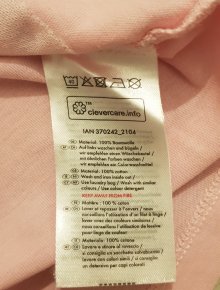 ™
clevercare.info
IAN 370242_2104
Material: 100% Baumwolle
Auf links waschen und bügeln /
wir empfehlen einen Wäschebeutel /
mit ähnlichen Farben waschen /
wir empfehlen ein Colorwaschmittel
Material: 100% cotton
Wash and iron inside out /
Use laundry bag / Wash with similar
colours / Use colour detergent
KEEP AWAY FROM FIRE
Matière : 100% coton
Laver et repasser à l'envers / nous
conseillons l'utilisation d'un filet à linge /
laver avec des couleurs similaires / nous
conseillons l'utilisation de lessive
pour linge de couleur
Materiale: 100% cotone
Lavare e stirare al rovescio /
si consiglia un sacchetto salvabucato /
lavare con colori simili / si consiglia
un detersivo per capi colorati